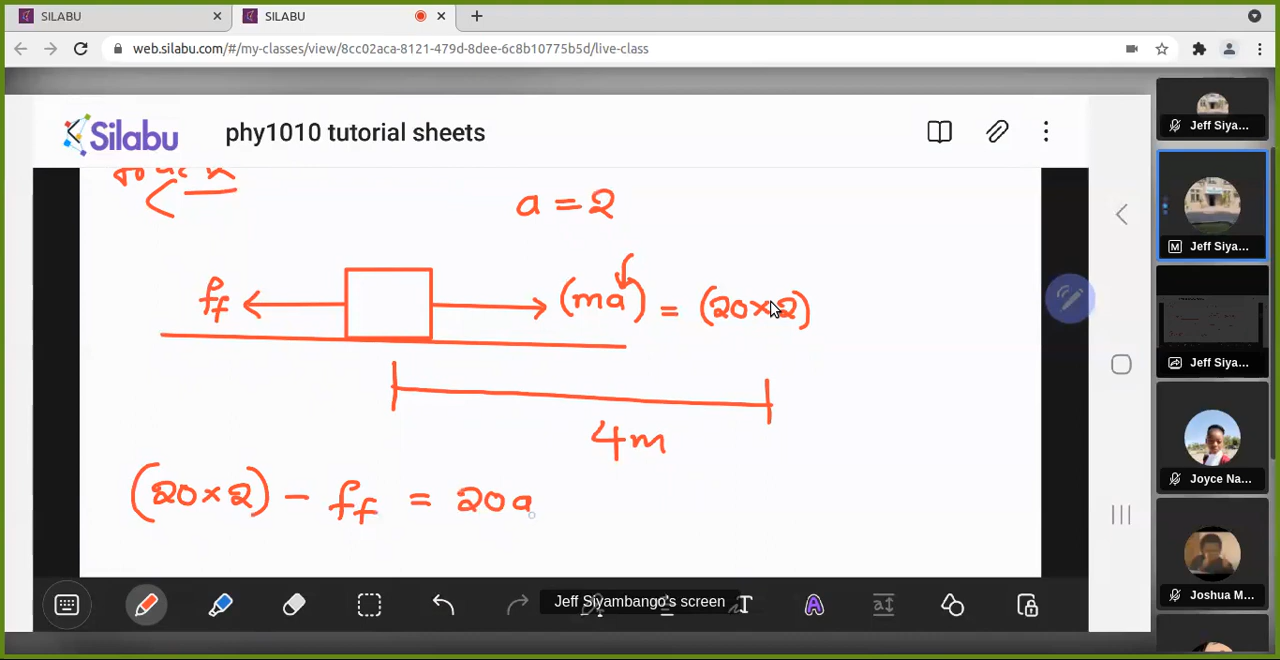 SILABU
SILABU
web.silabu.com/#/my-classes/view/8cc02aca-8121-479d-8dee-6c8b10775b5d/live-class
Silabu
phy1010 tutorial sheets
a = 2
ff
(ma) = (20×2)
4m
(20×2) - ff = 20a
Jeff Siyambango's screen
T
A
a
Jeff Siya...
M Jeff Siya...
Jeff Siya...
Joyce Na...
Joshua M...